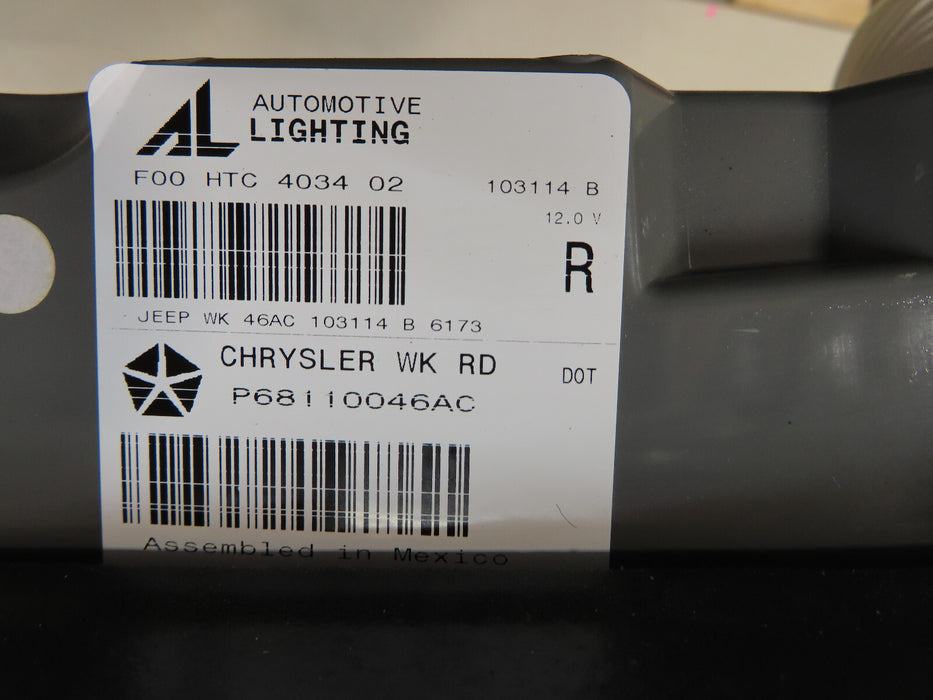 AL AUTOMOTIVE
LIGHTING
F00 HTC 4034 02
103114 B
12.0 V
R
JEEP WK 46AC 103114 B 6173
CHRYSLER WK RD
DOT
P68110046AC
Assembled in Mexico